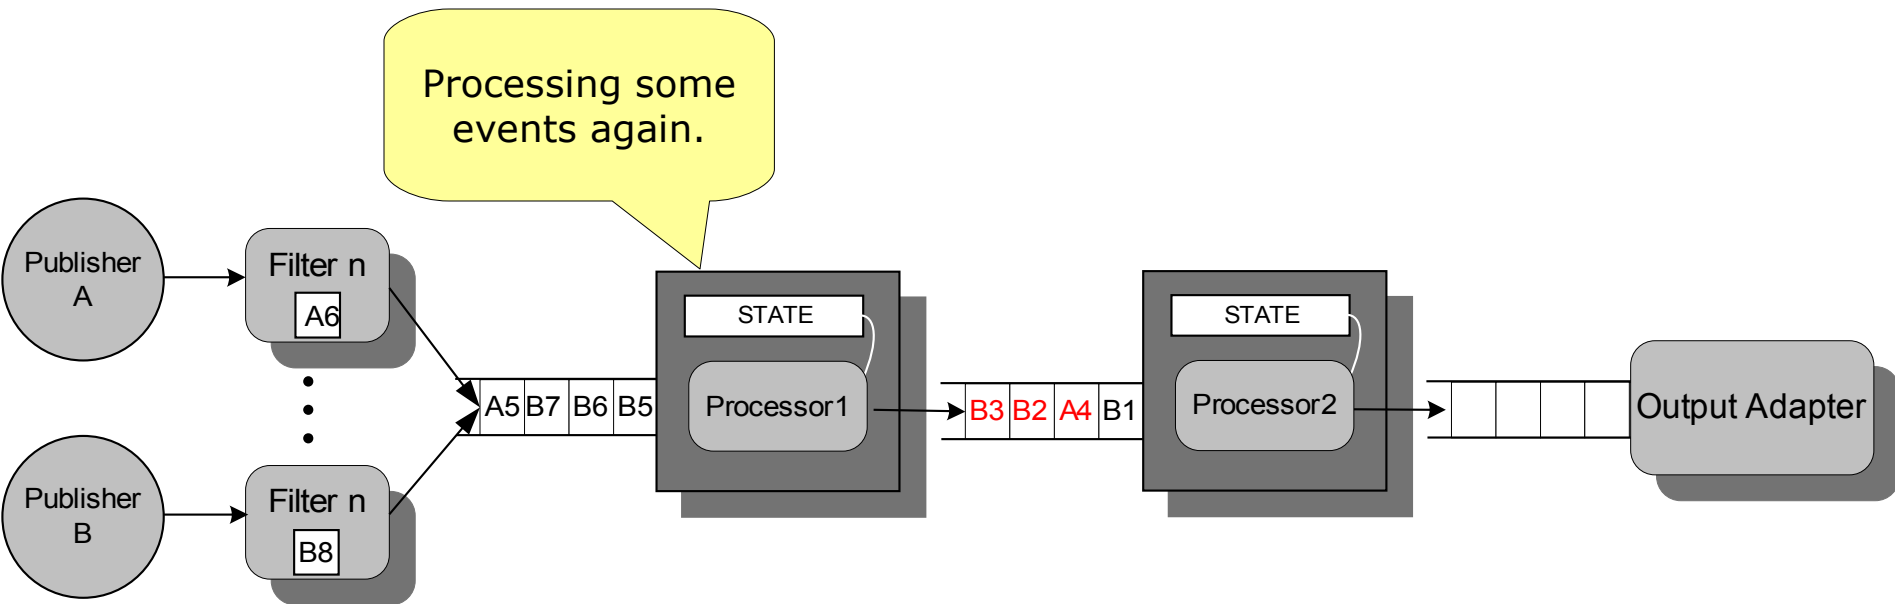 Processing some
events again.
Publisher
A
Filter n
A6
Publisher
B
Filter n
B8
A5 B7 B6 B5
STATE
Processor1
B3 B2 A4 B1
STATE
Processor2
Output Adapter